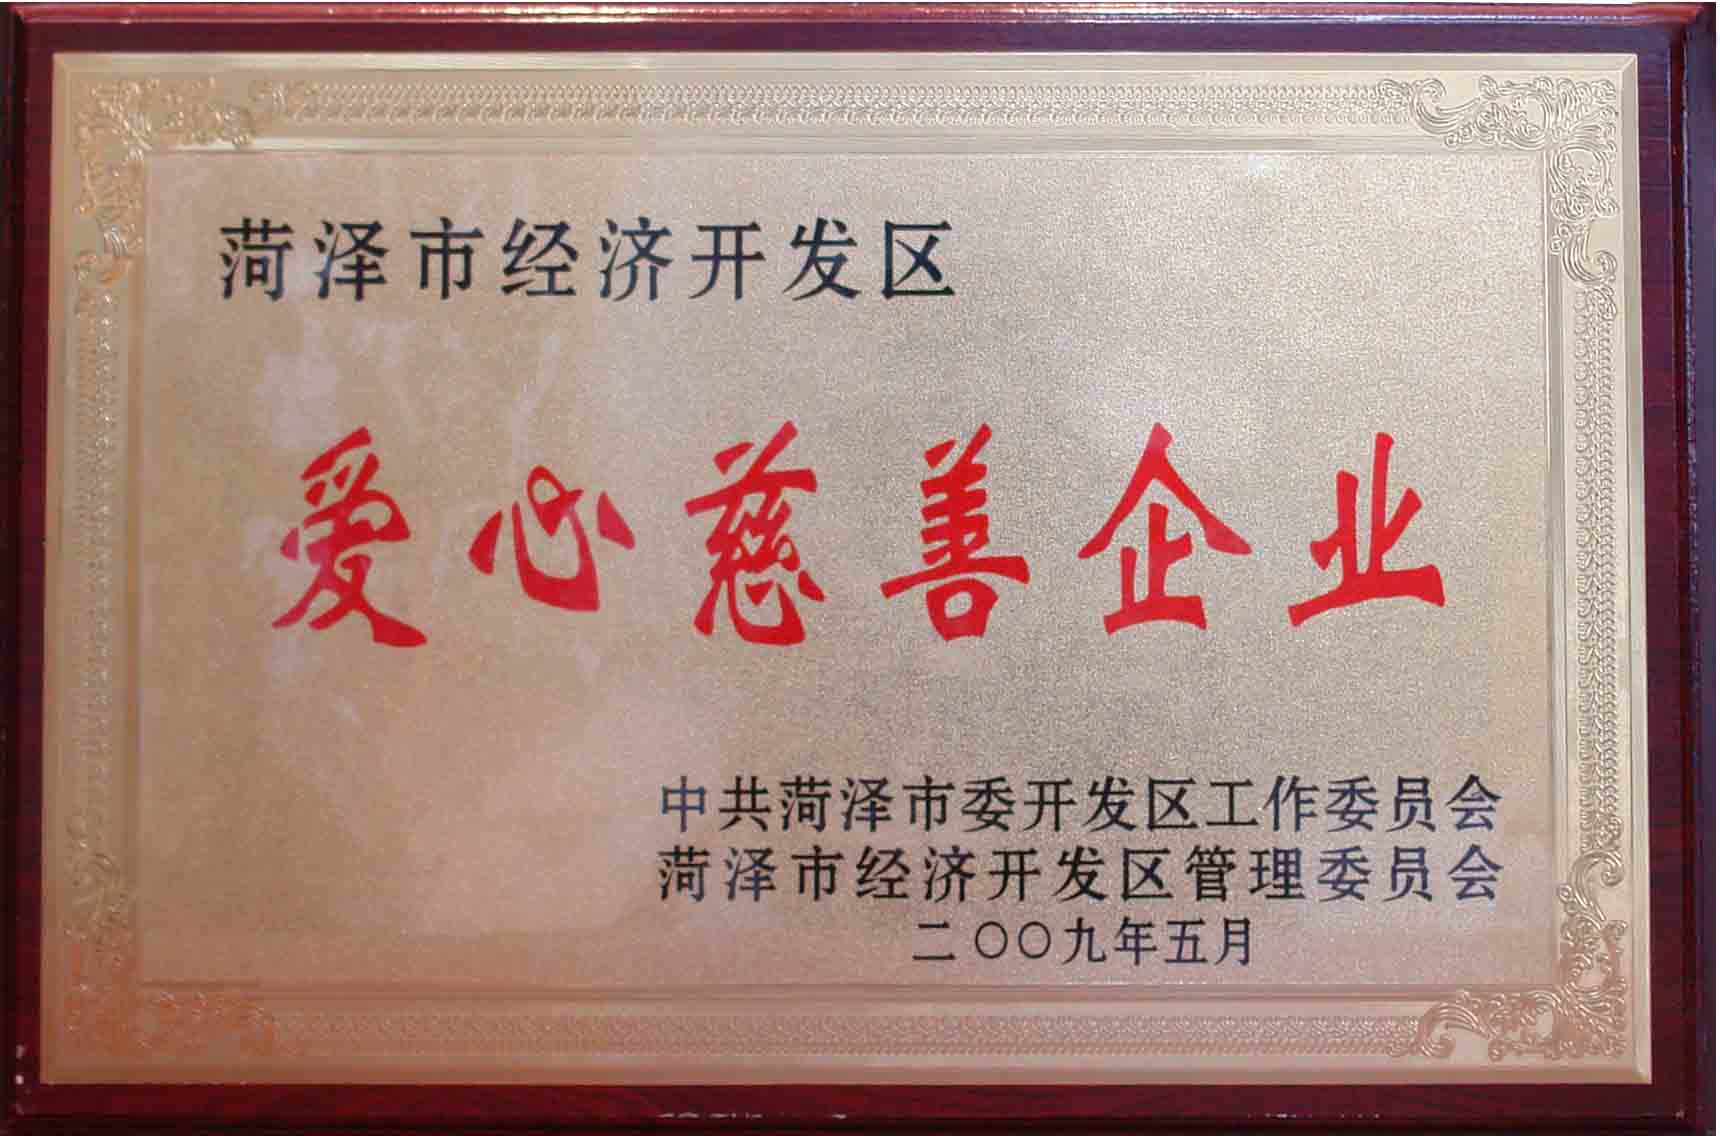 菏泽市经济开发区
爱心慈善企业
中共菏泽市委开发区工作委员会
菏泽市经济开发区管理委员会
二〇〇九年五月